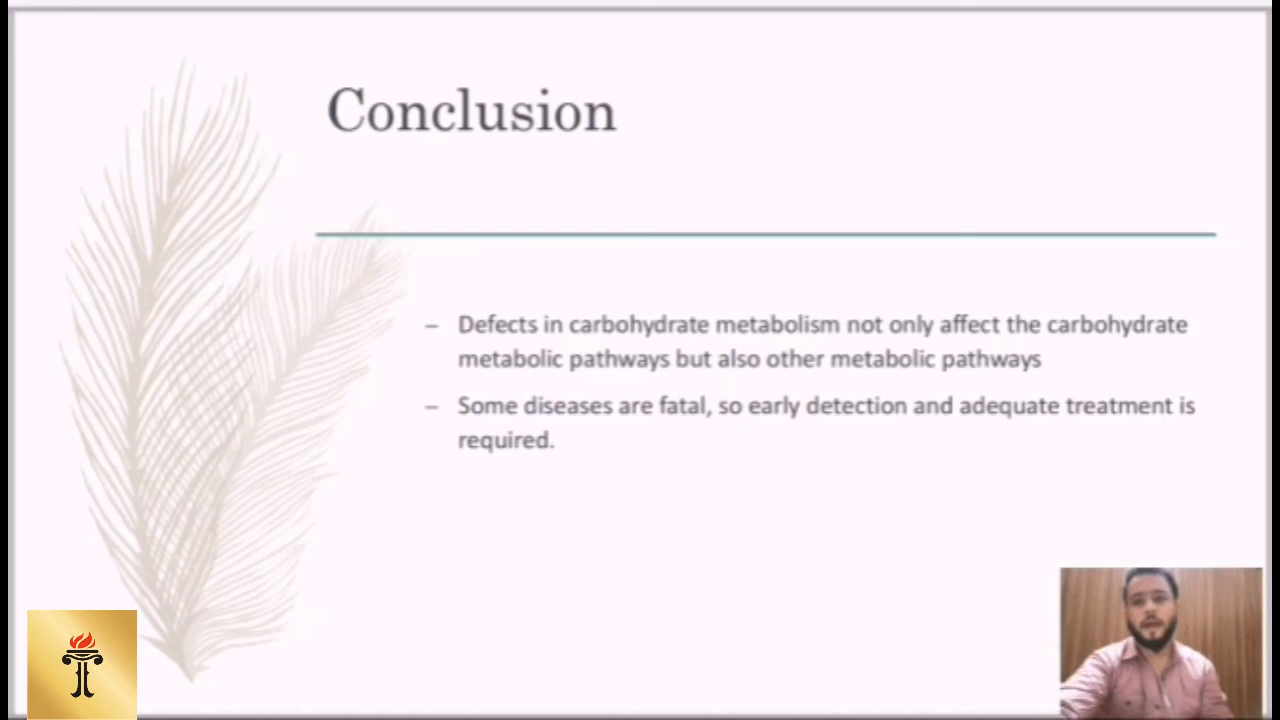 Conclusion
– Defects in carbohydrate metabolism not only affect the carbohydrate
metabolic pathways but also other metabolic pathways
– Some diseases are fatal, so early detection and adequate treatment is
required.